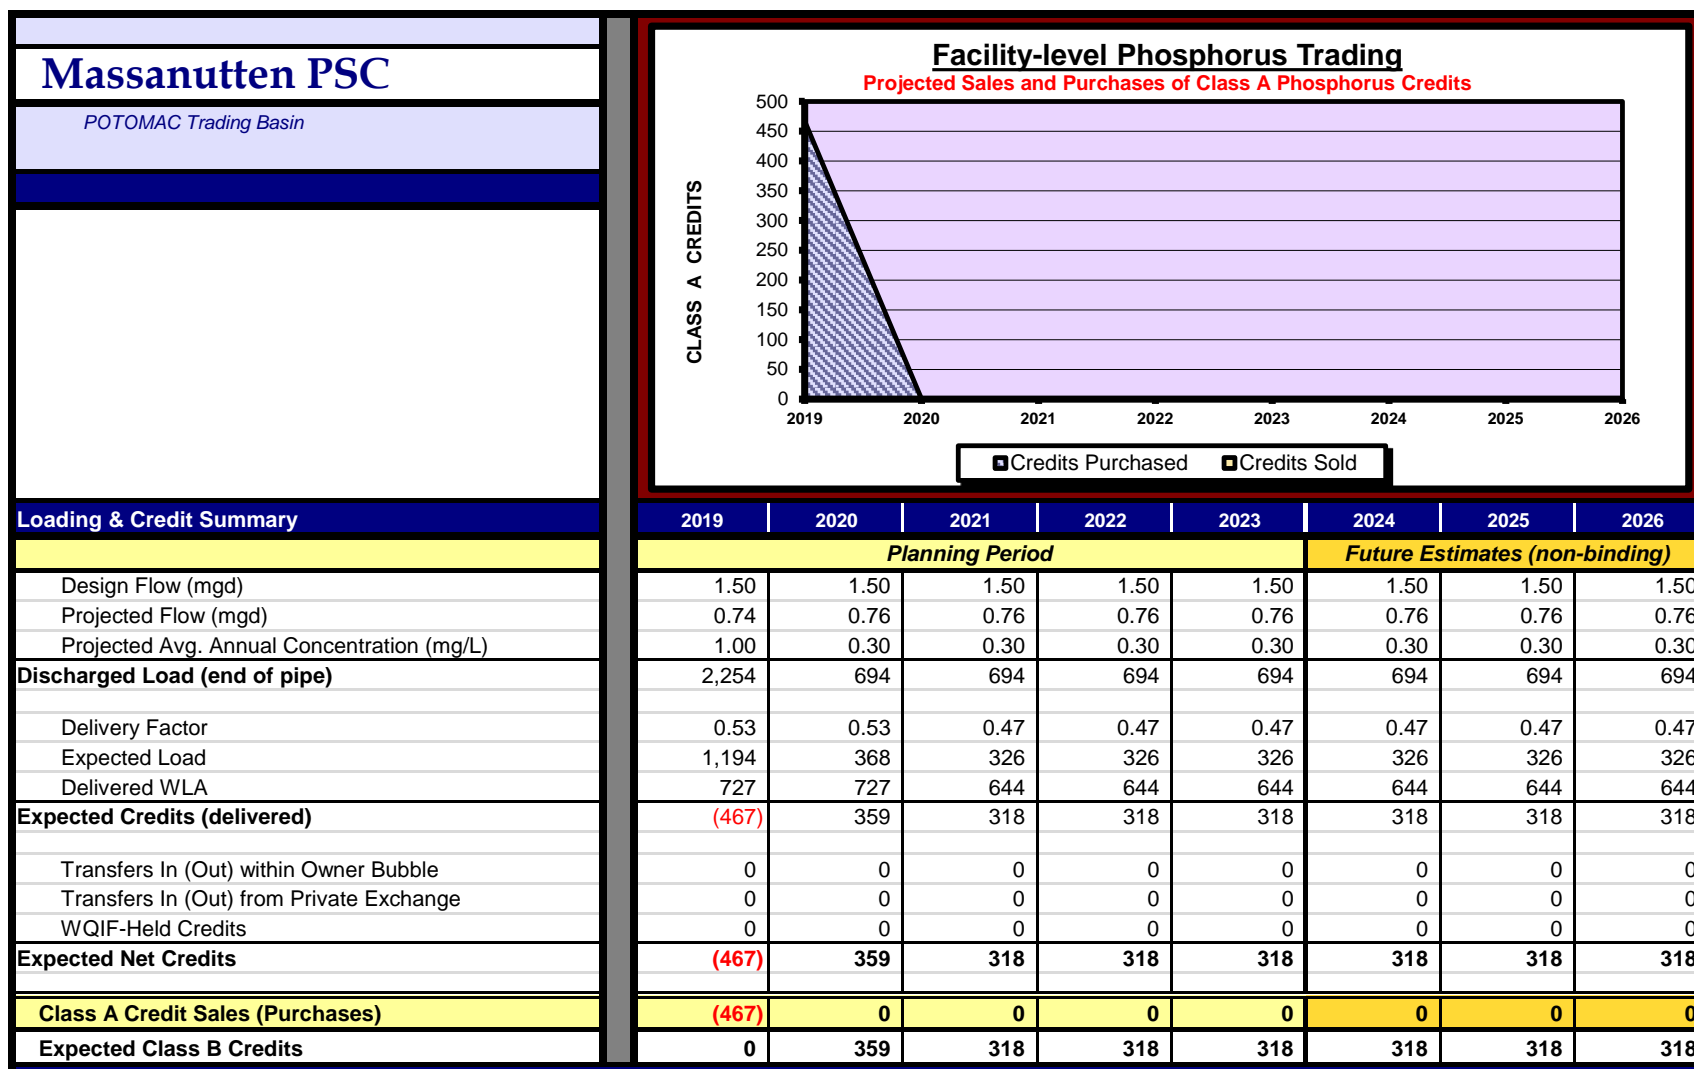 Massanutten PSC
POTOMAC Trading Basin
Facility-level Phosphorus Trading
Projected Sales and Purchases of Class A Phosphorus Credits
CLASS A CREDITS
500
450
400
350
300
250
200
150
100
50
0
2019 2020 2021 2022 2023 2024 2025 2026
Credits Purchased Credits Sold
Loading & Credit Summary 2019 2020 2021 2022 2023 2024 2025 2026
Planning Period Future Estimates (non-binding)
Design Flow (mgd) 1.50 1.50 1.50 1.50 1.50 1.50 1.50 1.50
Projected Flow (mgd) 0.74 0.76 0.76 0.76 0.76 0.76 0.76 0.76
Projected Avg. Annual Concentration (mg/L) 1.00 0.30 0.30 0.30 0.30 0.30 0.30 0.30
Discharged Load (end of pipe) 2,254 694 694 694 694 694 694 694
Delivery Factor 0.53 0.53 0.47 0.47 0.47 0.47 0.47 0.47
Expected Load 1,194 368 326 326 326 326 326 326
Delivered WLA 727 727 644 644 644 644 644 644
Expected Credits (delivered) (467) 359 318 318 318 318 318 318
Transfers In (Out) within Owner Bubble 0 0 0 0 0 0 0 0
Transfers In (Out) from Private Exchange 0 0 0 0 0 0 0 0
WQIF-Held Credits 0 0 0 0 0 0 0 0
Expected Net Credits (467) 359 318 318 318 318 318 318
Class A Credit Sales (Purchases) (467) 0 0 0 0 0 0 0
Expected Class B Credits 0 359 318 318 318 318 318 318